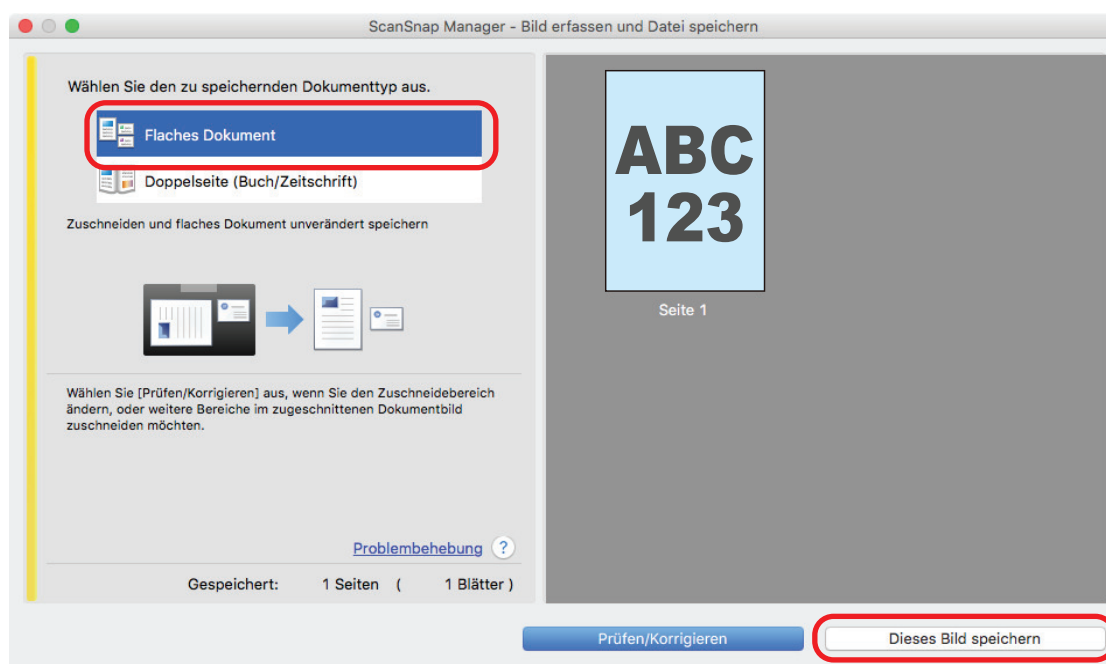 ScanSnap Manager - Bild erfassen und Datei speichern
Wählen Sie den zu speichernden Dokumenttyp aus.
Flaches Dokument
Doppelseite (Buch/Zeitschrift)
Zuschneiden und flaches Dokument unverändert speichern
Wählen Sie [Prüfen/Korrigieren] aus, wenn Sie den Zuschneidebereich
ändern, oder weitere Bereiche im zugeschnittenen Dokumentbild
zuschneiden möchten.
Problembehebung ?
Gespeichert: 1 Seiten ( 1 Blätter )
ABC
123
Seite 1
Prüfen/Korrigieren
Dieses Bild speichern